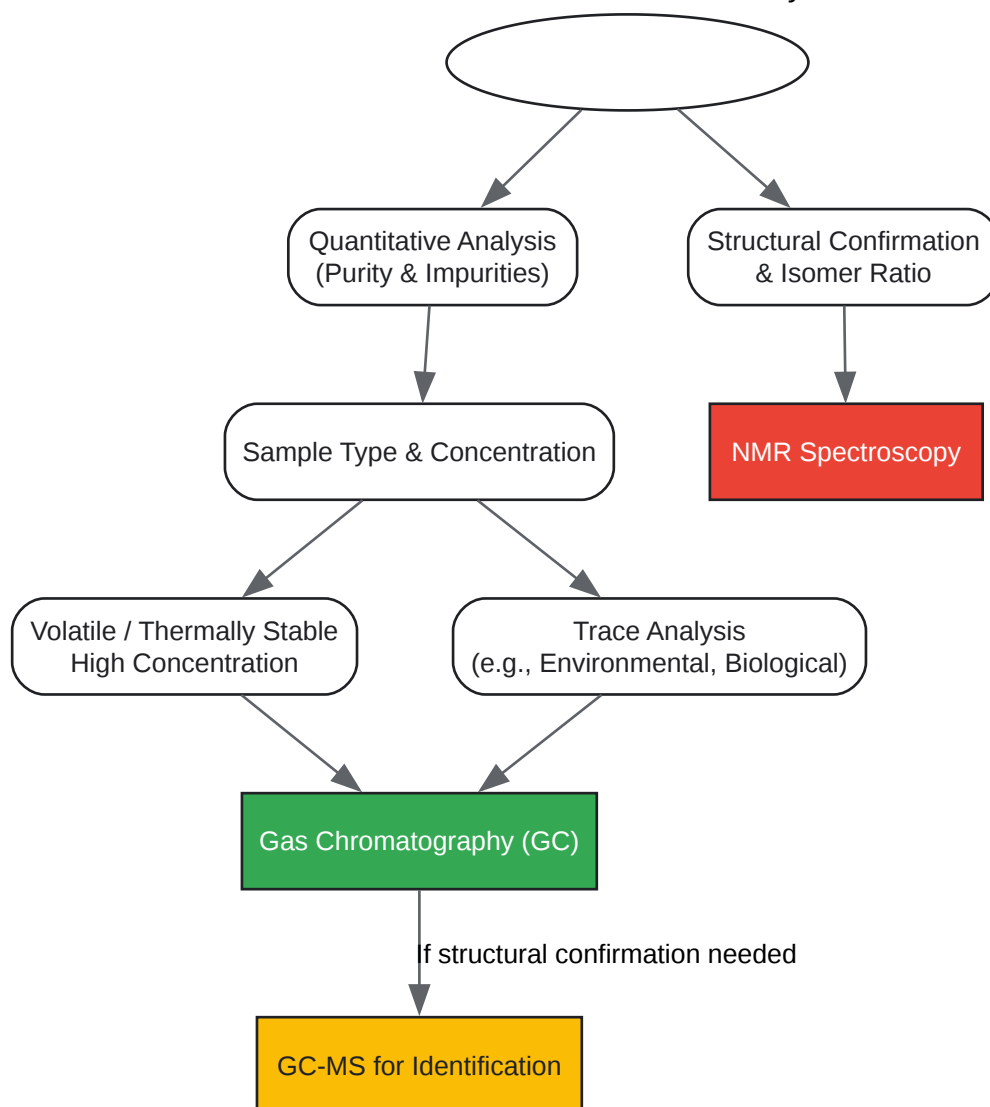 Quantitative Analysis
(Purity & Impurities)
Structural Confirmation
& Isomer Ratio
Sample Type & Concentration
NMR Spectroscopy
Volatile / Thermally Stable
High Concentration
Trace Analysis
(e.g., Environmental, Biological)
Gas Chromatography (GC)
If structural confirmation needed
GC-MS for Identification